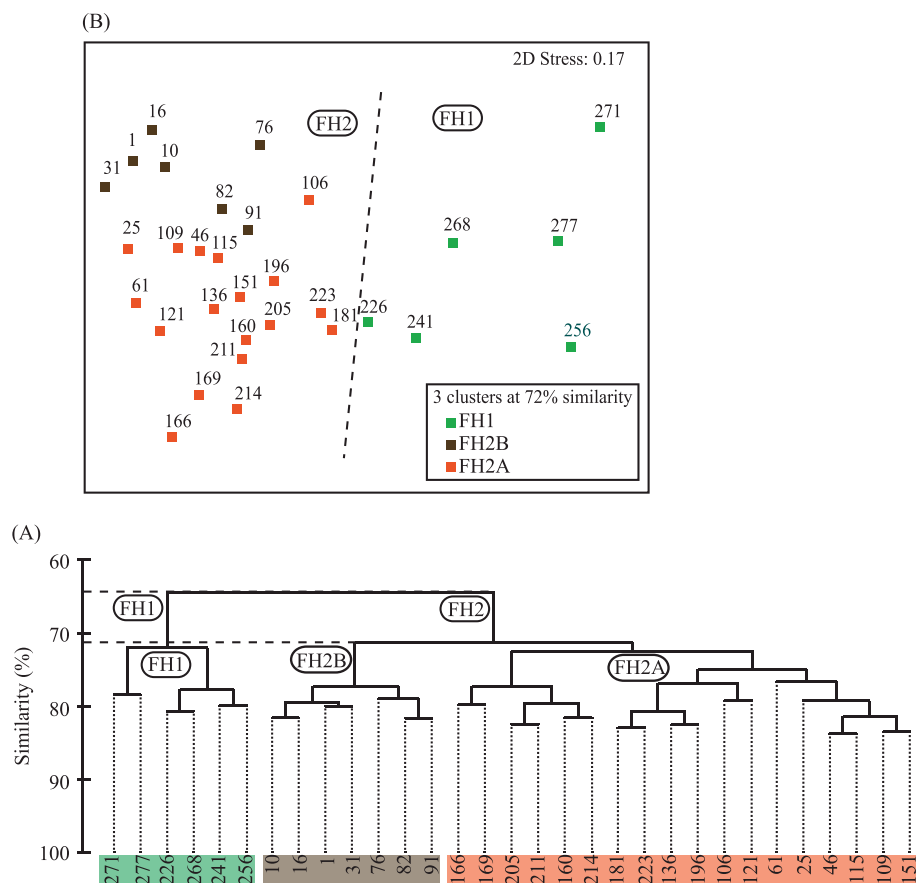 (B)
2D Stress: 0.17
FH2
FH1
16
76
271
1
10
31
106
82
91
268
277
25
109
46
115
196
61
136
151
223
121
205
181
226
160
241
256
211
169
214
166
3 clusters at 72% similarity
FH1
FH2B
FH2A
(A)
Similarity (%)
60
70
80
90
100
FH1
FH2
FH1
FH2B
FH2A
271 277 226 268 241 256 10 16 1 31 76 82 91 166 169 205 211 160 214 181 223 136 196 106 121 61 25 46 115 109 151